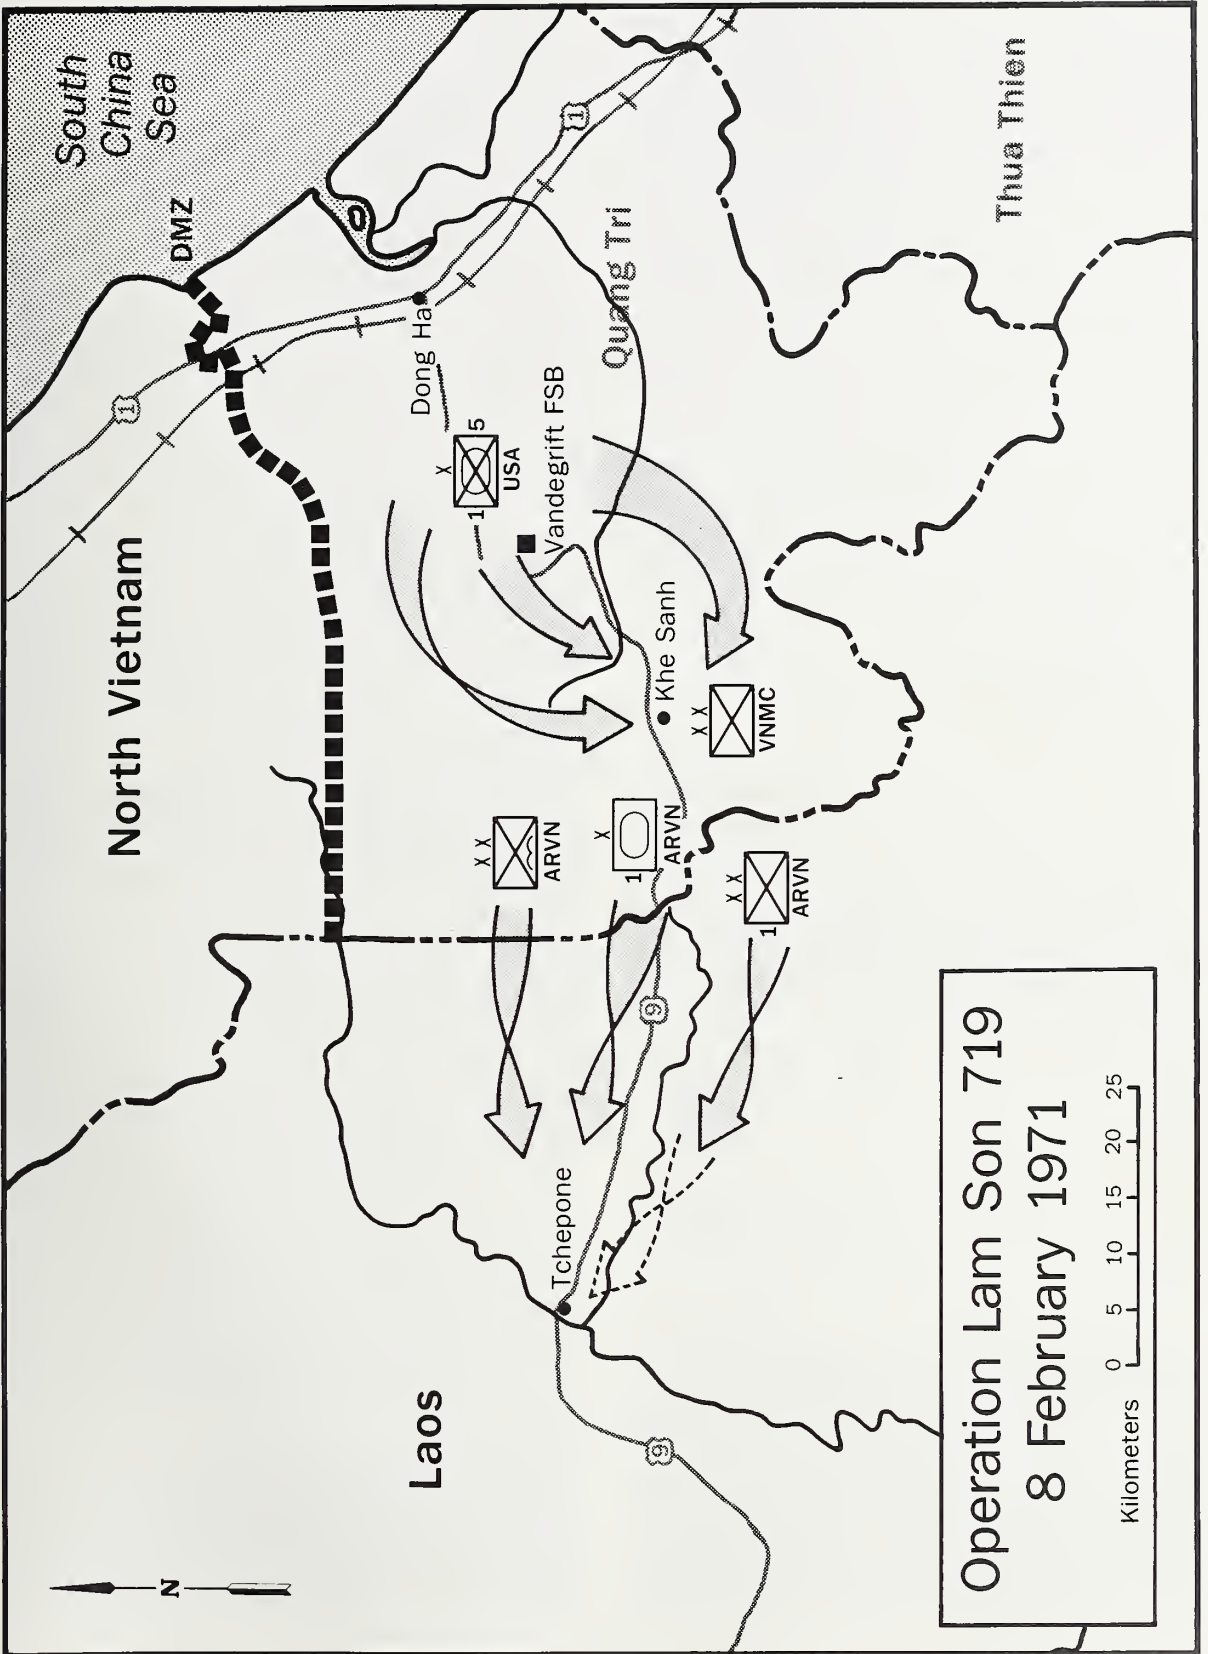 South
China
Sea
North Vietnam
1
DMZ
N
Laos
Dong Ha
X
1 5
USA
X X
ARVN
Vandegrift FSB
Tchepone
1
Quang Tri
X
1
ARVN
9
9
Khe Sanh
X X
VNMC
X X
1
ARVN
Thua Thien
Operation Lam Son 719
8 February 1971
0 5 10 15 20 25
Kilometers